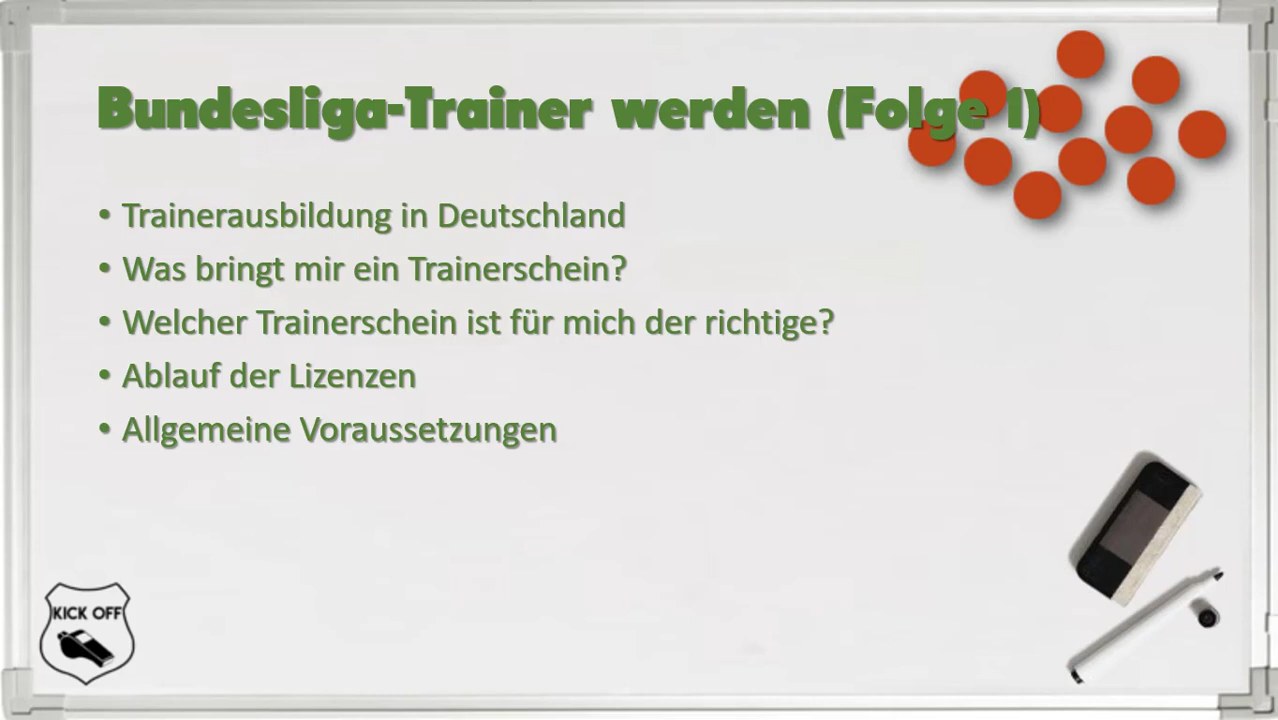 Bundesliga-Trainer werden (Folge 1)
• Trainerausbildung in Deutschland
• Was bringt mir ein Trainerschein?
• Welcher Trainerschein ist für mich der richtige?
• Ablauf der Lizenzen
• Allgemeine Voraussetzungen
KICK OFF